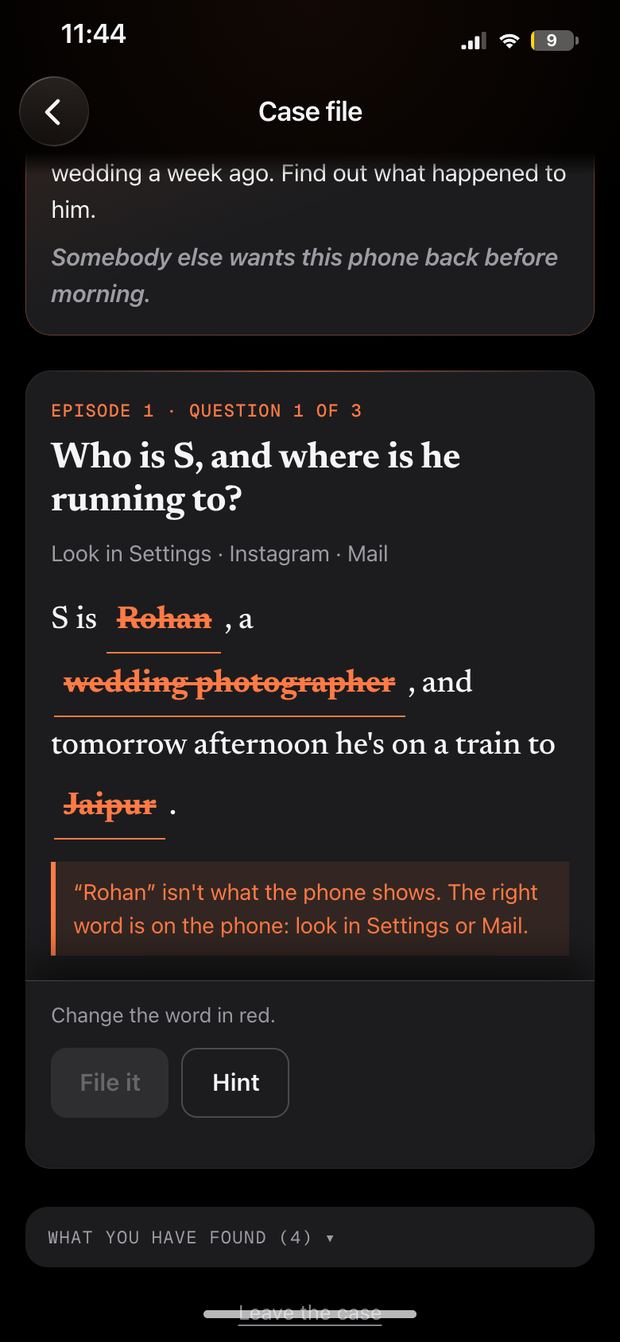 11:44
9
Case file
wedding a week ago. Find out what happened to
him.
Somebody else wants this phone back before
morning.
EPISODE 1 · QUESTION 1 OF 3
Who is S, and where is he
running to?
Look in Settings · Instagram · Mail
S is Rohan , a
wedding photographer , and
tomorrow afternoon he's on a train to
Jaipur .
“Rohan” isn't what the phone shows. The right
word is on the phone: look in Settings or Mail.
Change the word in red.
File it
Hint
WHAT YOU HAVE FOUND (4) ▾
Leave the case